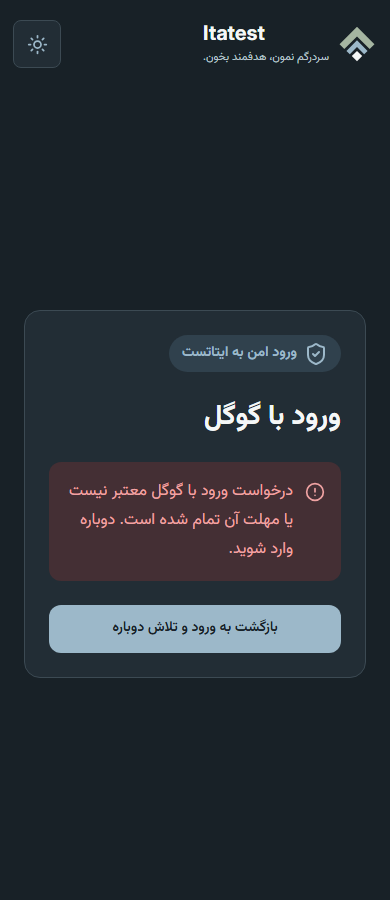 Itatest
سردرگم نمون، هدفمند بخون.
ورود امن به ایتاتست
ورود با گوگل
درخواست ورود با گوگل معتبر نیست
یا مهلت آن تمام شده است. دوباره
وارد شوید.
بازگشت به ورود و تلاش دوباره